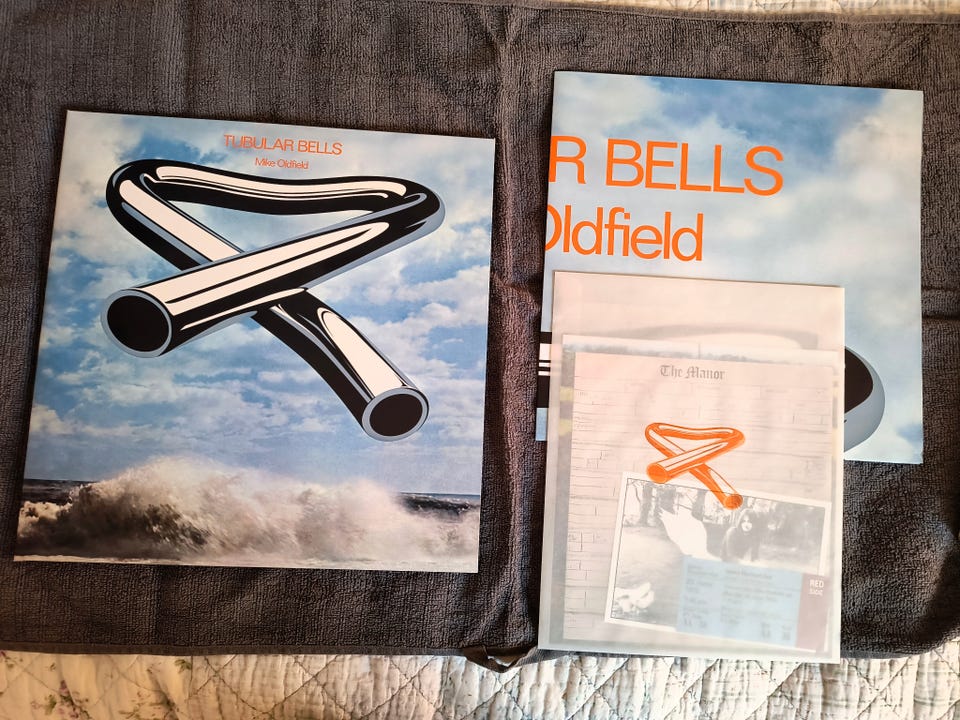 TUBULAR BELLS
Mike Oldfield
R BELLS
Oldfield
The Manor
RED
Side